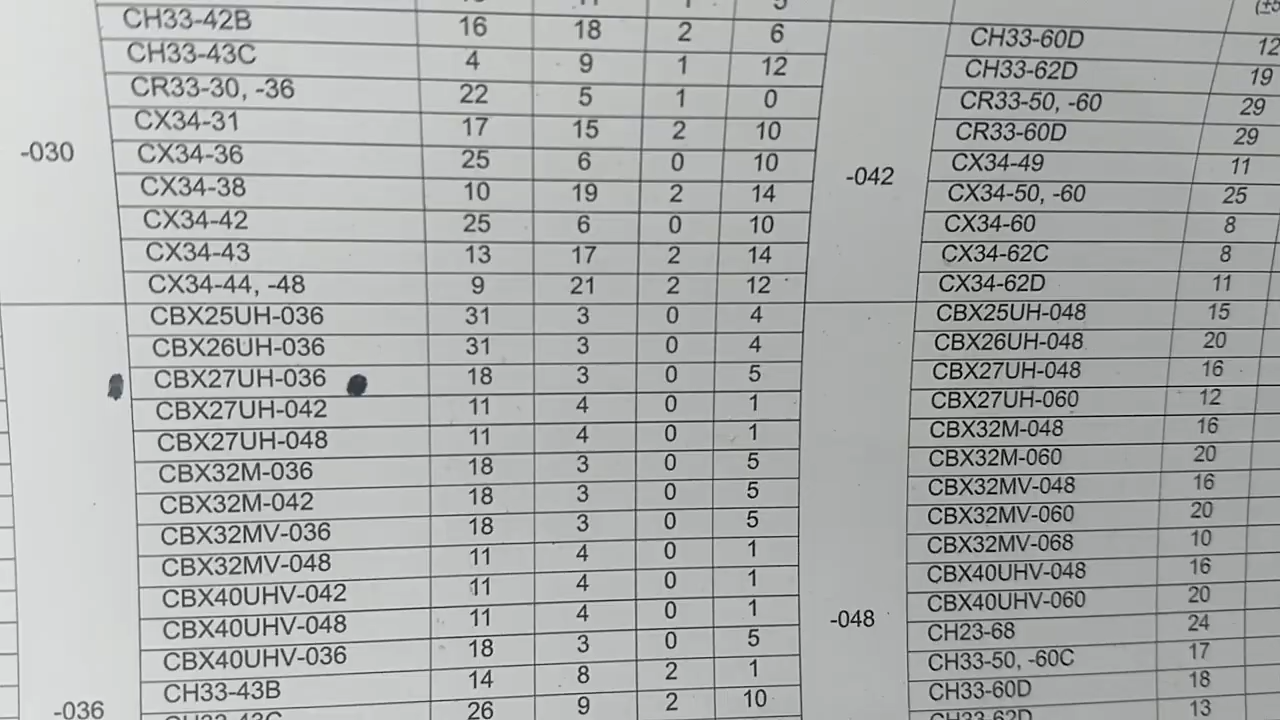 (±5
CH33-42B 16 18 2 6
CH33-43C 4 9 1 12
CR33-30, -36 22 5 1 0
CX34-31 17 15 2 10
-030
CX34-36 25 6 0 10
CX34-38 10 19 2 14
CX34-42 25 6 0 10
CX34-43 13 17 2 14
CX34-44, -48 9 21 2 12
CBX25UH-036 31 3 0 4
CBX26UH-036 31 3 0 4
CBX27UH-036 18 3 0 5
CBX27UH-042 11 4 0 1
CBX27UH-048 11 4 0 1
CBX32M-036 18 3 0 5
CBX32M-042 18 3 0 5
CBX32MV-036 18 3 0 5
CBX32MV-048 11 4 0 1
CBX40UHV-042 11 4 0 1
CBX40UHV-048 11 4 0 1
CBX40UHV-036 18 3 0 5
CH33-43B 14 8 2 1
-036
26 9 2 10
CH33-60D 12
CH33-62D 19
CR33-50, -60 29
CR33-60D 29
CX34-49 11
-042
CX34-50, -60 25
CX34-60 8
CX34-62C 8
CX34-62D 11
CBX25UH-048 15
CBX26UH-048 20
CBX27UH-048 16
CBX27UH-060 12
CBX32M-048 16
CBX32M-060 20
CBX32MV-048 16
CBX32MV-060 20
CBX32MV-068 10
CBX40UHV-048 16
CBX40UHV-060 20
-048
CH23-68 24
CH33-50, -60C 17
CH33-60D 18
CH33-62D 13